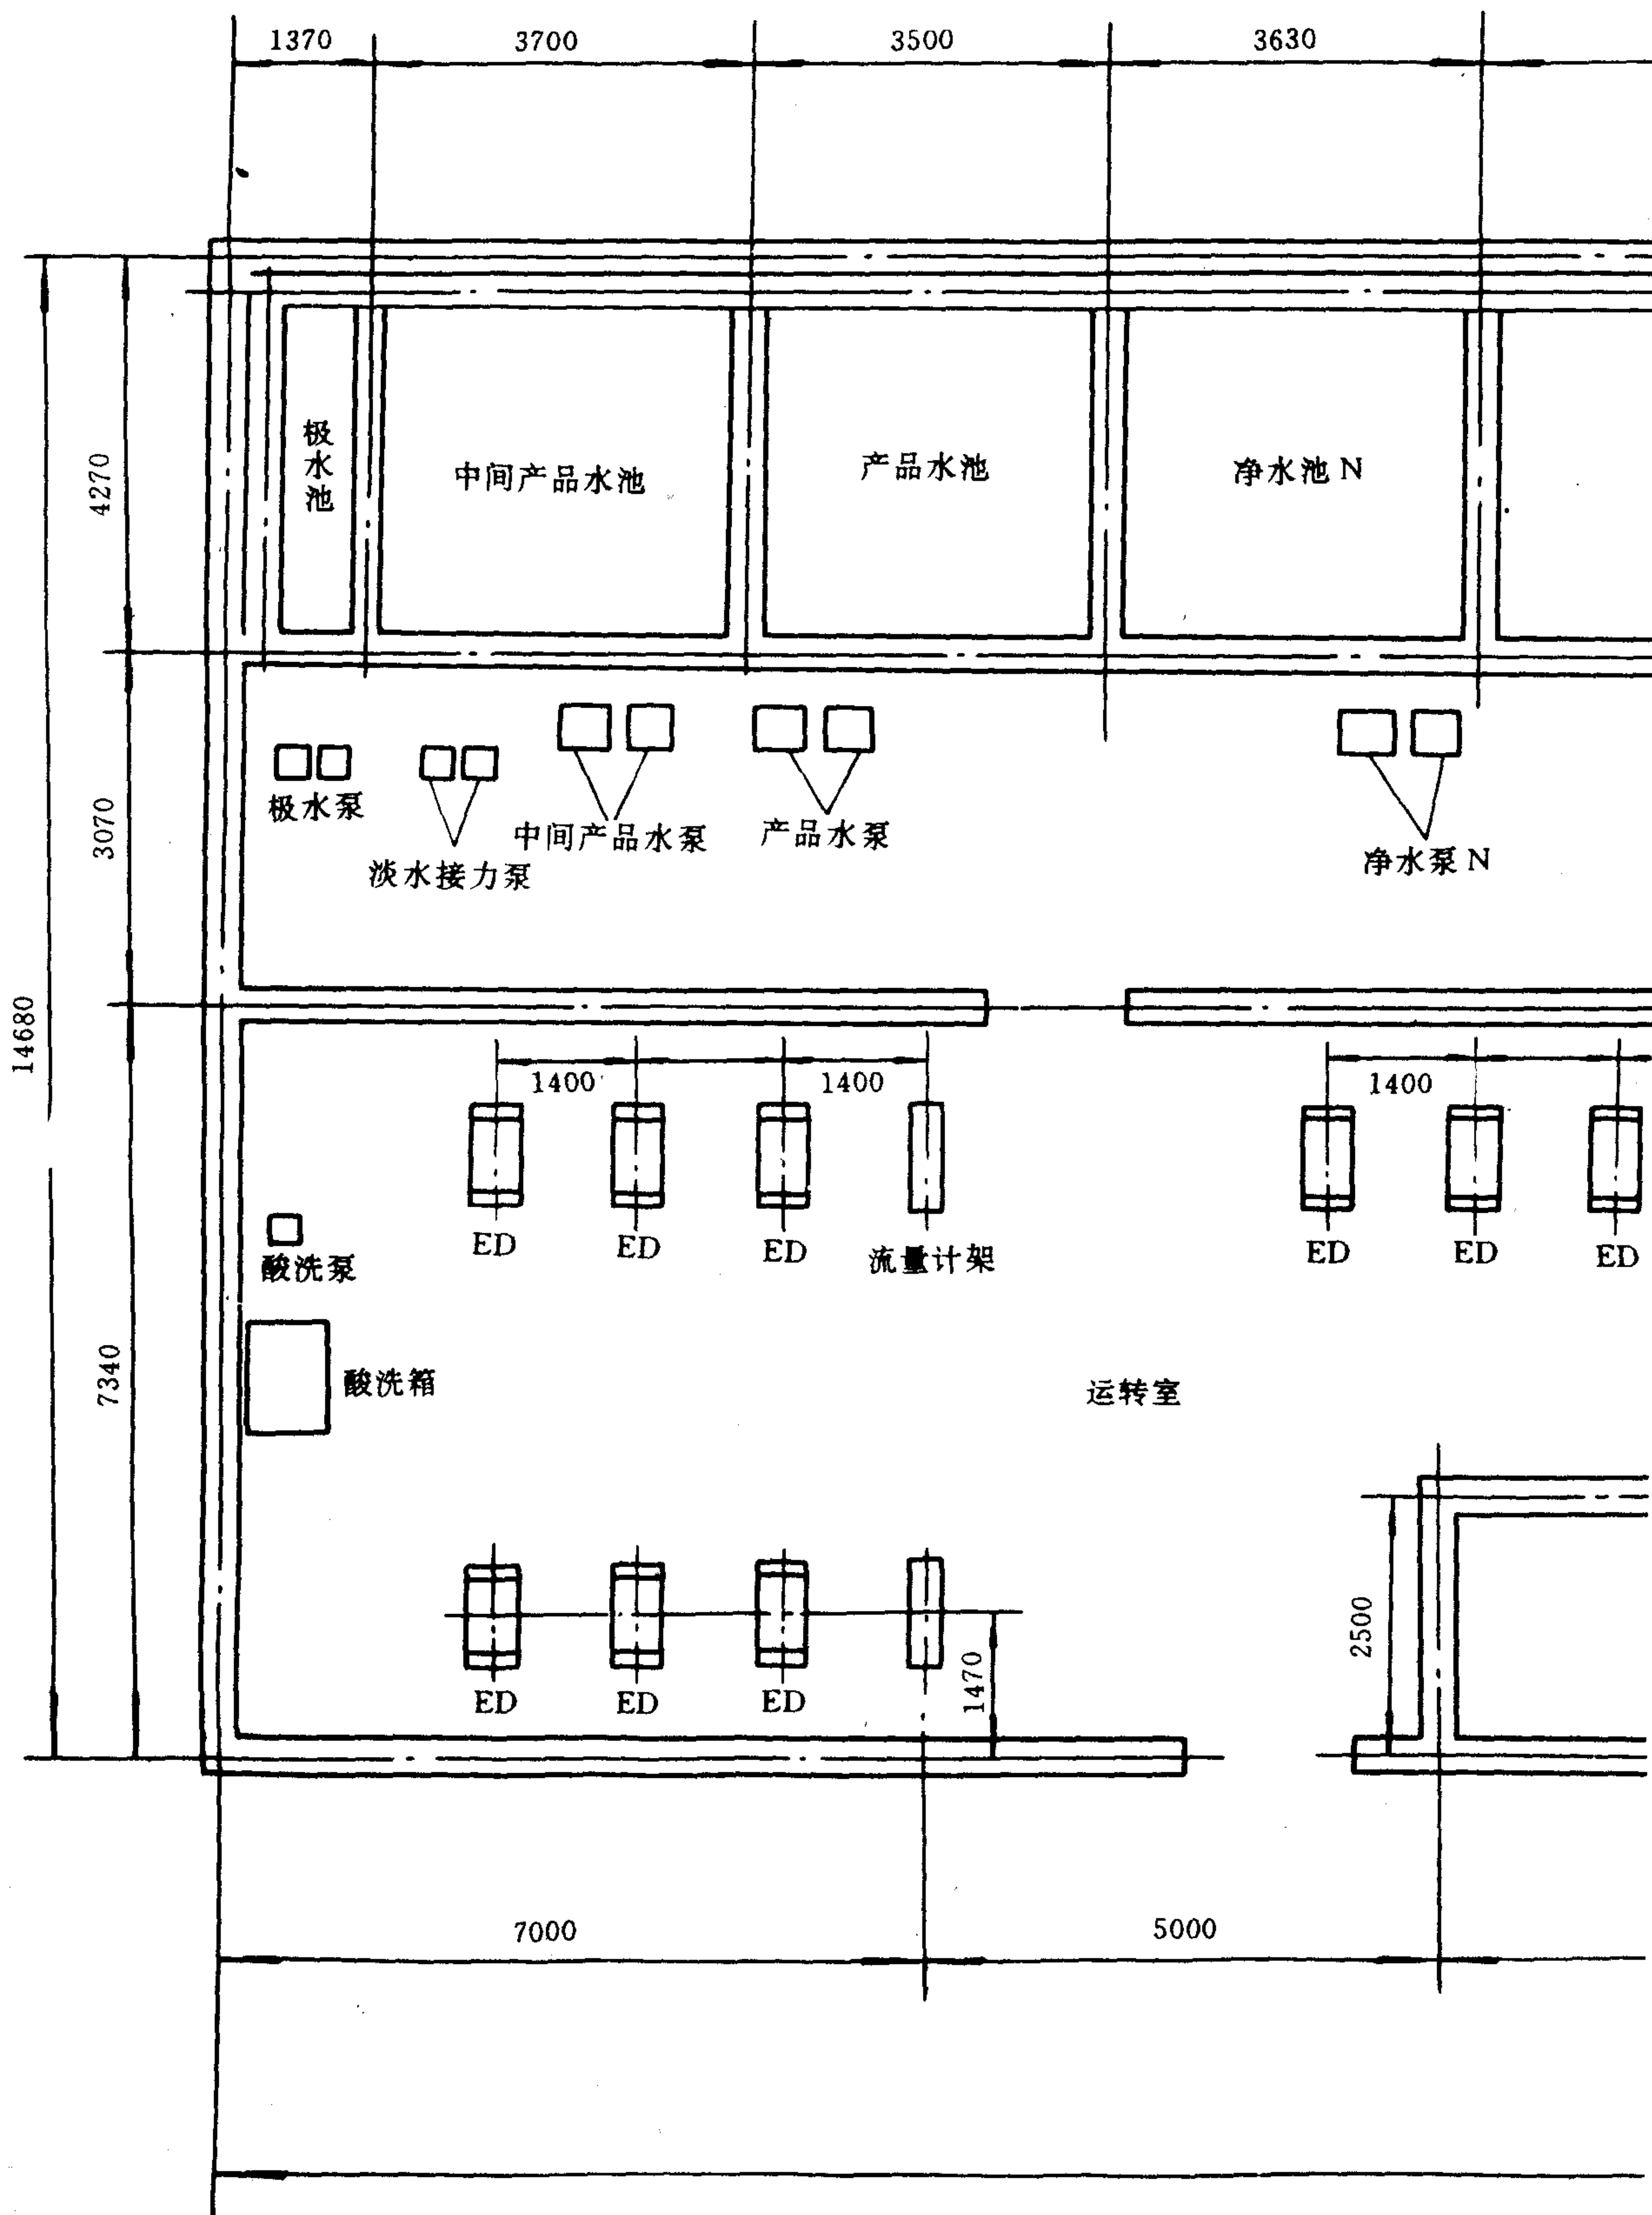 1370
3700
3500
3630
极水池
中间产品水池
产品水池
净水池 N
4270
极水泵
淡水接力泵
中间产品水泵
产品水泵
净水泵 N
3070
14680
1400
1400
1400
ED
ED
ED
流量计架
ED
ED
ED
酸洗泵
酸洗箱
运转室
7340
2500
1470
ED
ED
ED
7000
5000